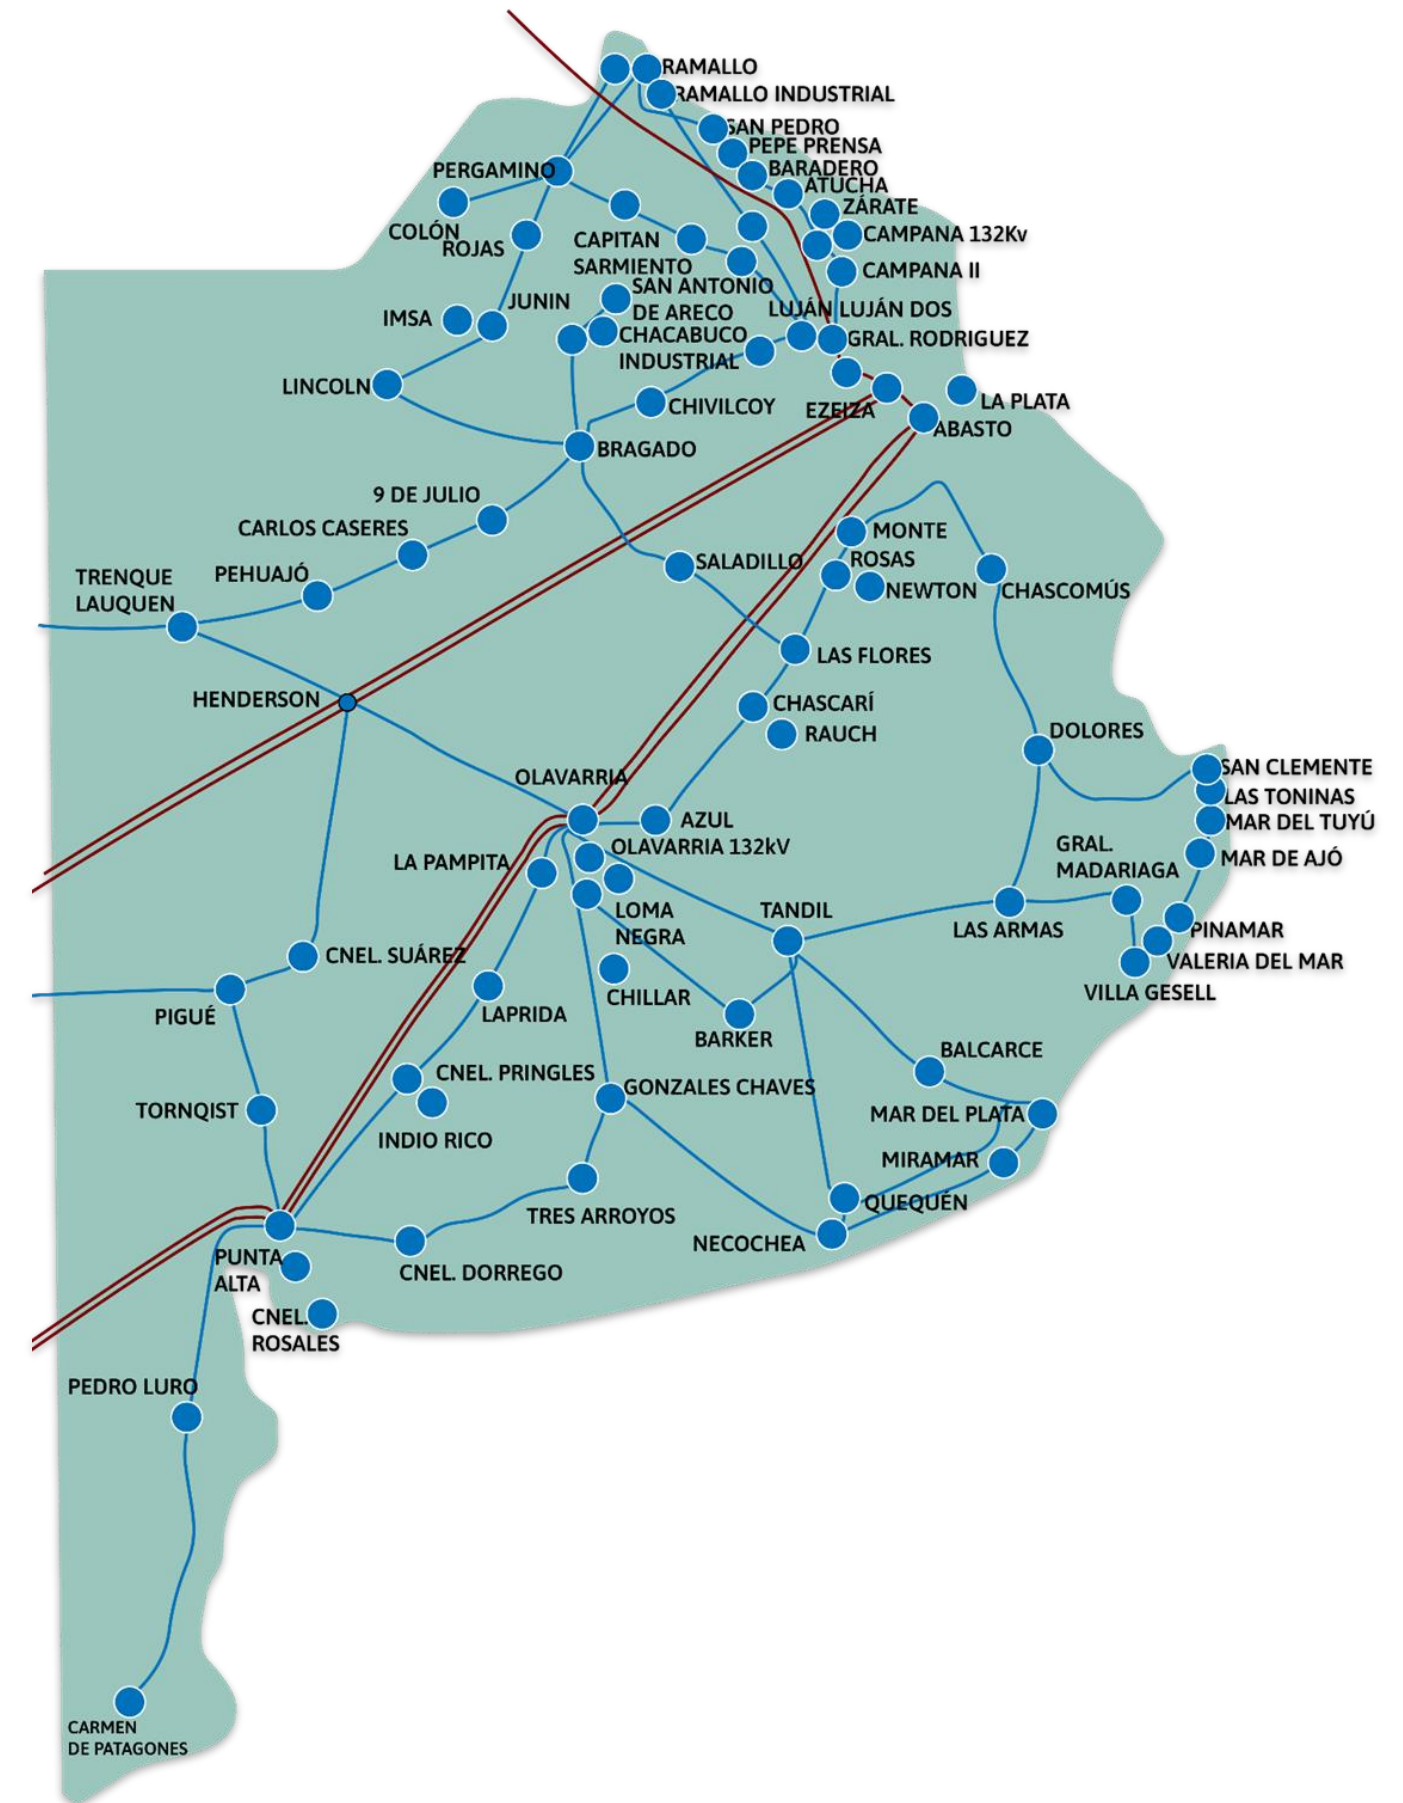 RAMALLO
RAMALLO INDUSTRIAL
SAN PEDRO
PEPE PRENSA
BARADERO
PERGAMINO
ATUCHA
ZÁRATE
COLÓN
CAMPANA 132Kv
ROJAS
CAPITAN
SARMIENTO
CAMPANA II
SAN ANTONIO
DE ARECO
JUNIN
IMSA
LUJÁN
LUJÁN DOS
CHACABUCO
INDUSTRIAL
GRAL. RODRIGUEZ
LINCOLN
CHIVILCOY
EZEIZA
LA PLATA
ABASTO
BRAGADO
9 DE JULIO
CARLOS CASERES
MONTE
ROSAS
SALADILLO
PEHUAJÓ
TRENQUE
LAUQUEN
NEWTON
CHASCOMÚS
LAS FLORES
HENDERSON
CHASCARÍ
RAUCH
DOLORES
SAN CLEMENTE
OLAVARRIA
LAS TONINAS
AZUL
MAR DEL TUYÚ
OLAVARRIA 132kV
LA PAMPITA
GRAL.
MADARIAGA
MAR DE AJÓ
LOMA
NEGRA
TANDIL
LAS ARMAS
PINAMAR
CNEL. SUÁREZ
VALERIA DEL MAR
VILLA GESELL
CHILLAR
PIGUÉ
LAPRIDA
BARKER
BALCARCE
CNEL. PRINGLES
GONZALES CHAVES
TORNQIST
MAR DEL PLATA
INDIO RICO
MIRAMAR
QUEQUÉN
TRES ARROYOS
NECOCHEA
PUNTA
ALTA
CNEL. DORREGO
CNEL.
ROSALES
PEDRO LURO
CARMEN
DE PATAGONES